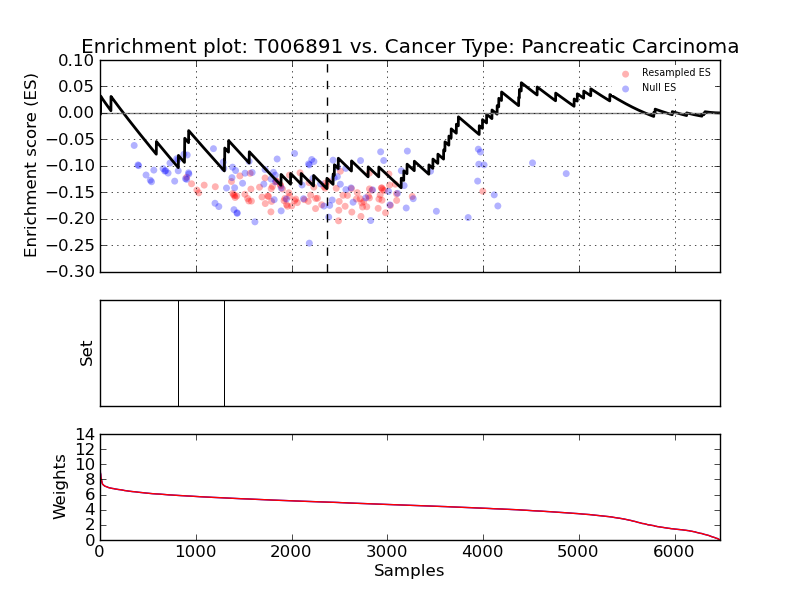 Enrichment plot: T006891 vs. Cancer Type: Pancreatic Carcinoma
Enrichment score (ES)
0.10
0.05
0.00
−0.05
−0.10
−0.15
−0.20
−0.25
−0.30
Resampled ES
Null ES
Set
Weights
14
12
10
8
6
4
2
0
0 1000 2000 3000 4000 5000 6000
Samples